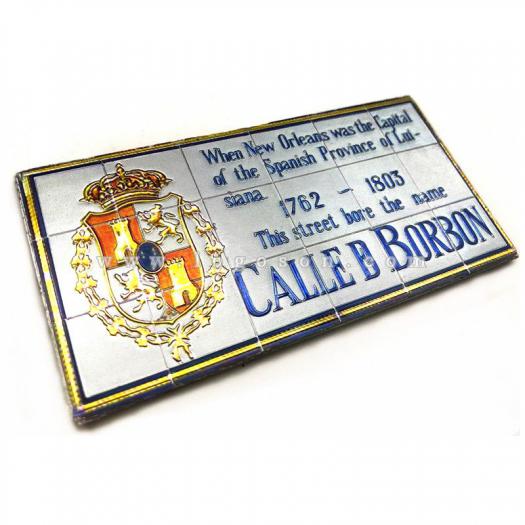 When New Orleans was the Capital
of the Spanish Province of Lui-
siana 1762 - 1803
This street bore the name
CALLE D BORBON